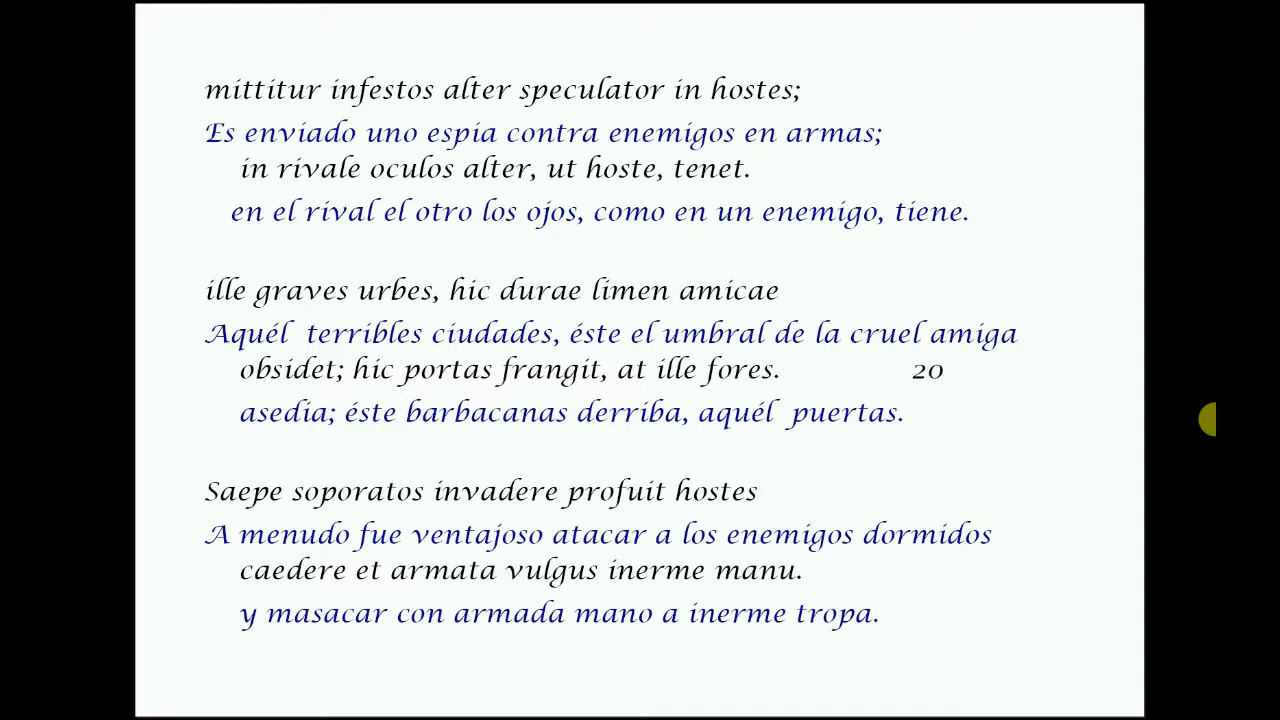 mittitur infestos alter speculator in hostes;
Es enviado uno espia contra enemigos en armas;
in rivale oculos alter, ut hoste, tenet.
en el rival el otro los ojos, como en un enemigo, tiene.
ille graves urbes, hic durae limen amicae
Aquél terribles ciudades, éste el umbral de la cruel amiga
obsidet; hic portas frangit, at ille fores. 20
asedia; éste barbacanas derriba, aquél puertas.
Saepe soporatos invadere profuit hostes
A menudo fue ventajoso atacar a los enemigos dormidos
caedere et armata vulgus inerme manu.
y masacar con armada mano a inerme tropa.